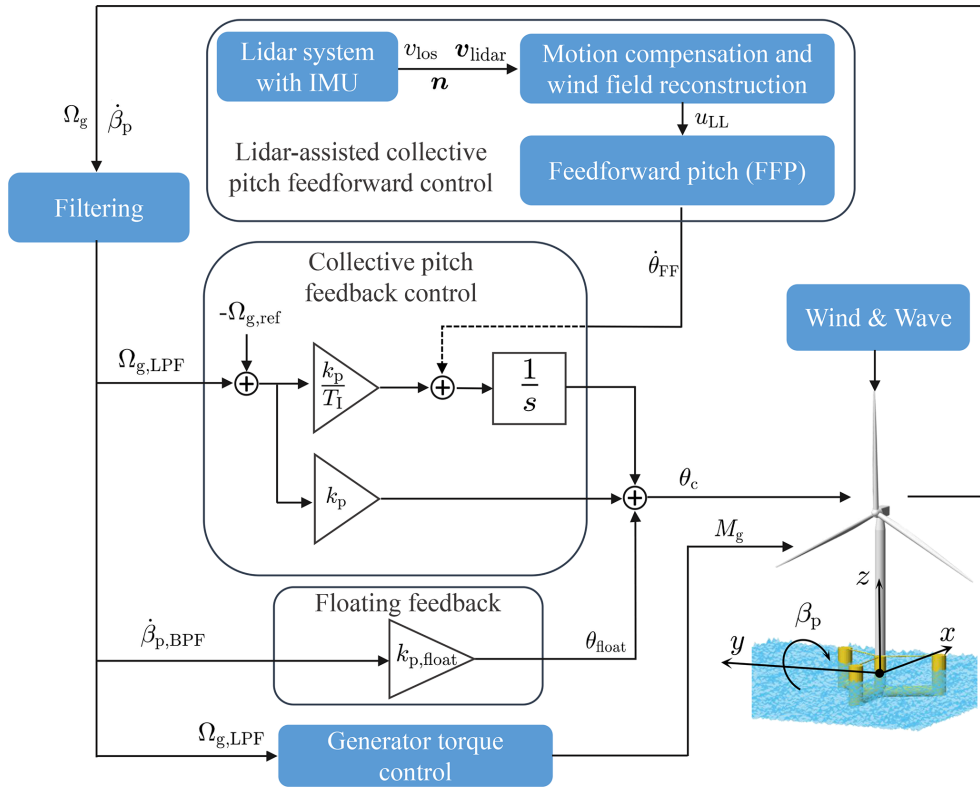 Lidar system
with IMU
v_los v_lidar
n
Motion compensation and
wind field reconstruction
u_LL
Lidar-assisted collective
pitch feedforward control
Feedforward pitch (FFP)
Ω_g β̇_p
Filtering
θ̇_FF
Collective pitch
feedback control
-Ω_g,ref
Ω_g,LPF
k_p
T_I
1
s
k_p
Wind & Wave
θ_c
M_g
Floating feedback
β̇_p,BPF
k_p,float
θ_float
z
β_p
y
x
Ω_g,LPF
Generator torque
control